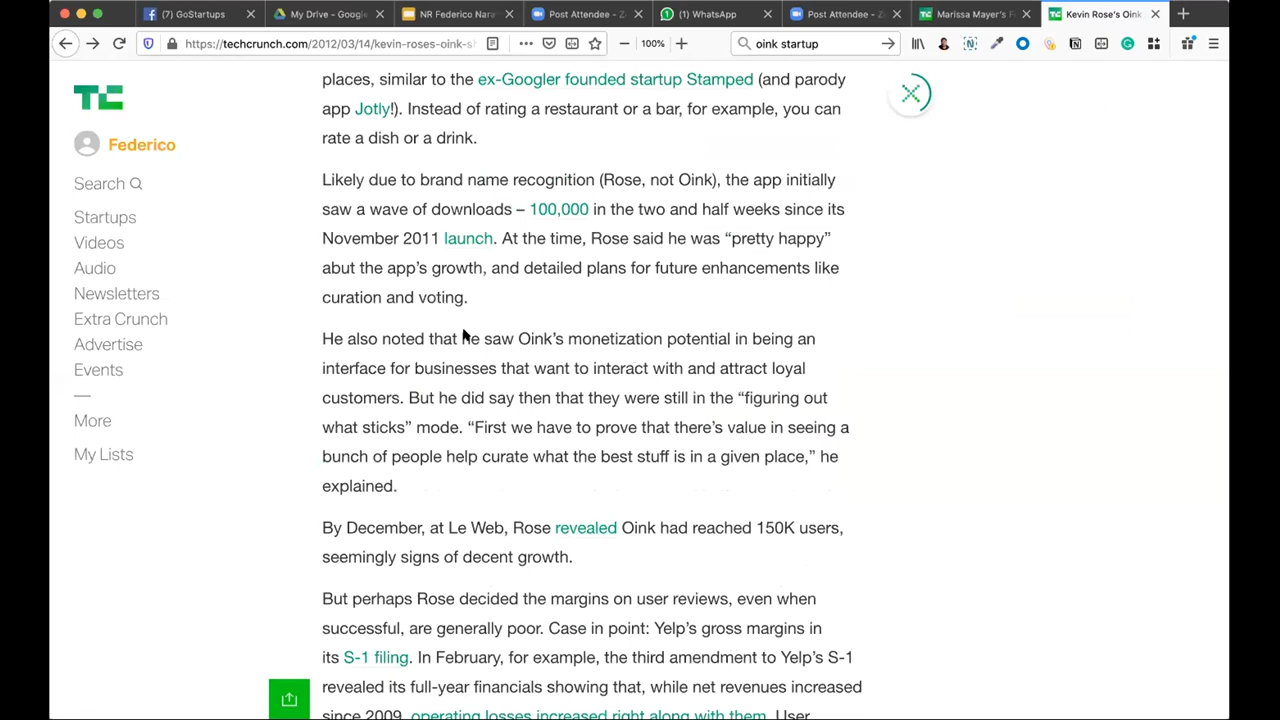 (7) GoStartups
My Drive - Google
NR Federico Nara
Post Attendee - Z
(1) WhatsApp
Post Attendee - Z
Marissa Mayer's F
Kevin Rose's Oink
https://techcrunch.com/2012/03/14/kevin-roses-oink-s
100%
oink startup
TC
Federico
Search
Startups
Videos
Audio
Newsletters
Extra Crunch
Advertise
Events
—
More
My Lists
places, similar to the ex-Googler founded startup Stamped (and parody
app Jotly!). Instead of rating a restaurant or a bar, for example, you can
rate a dish or a drink.
Likely due to brand name recognition (Rose, not Oink), the app initially
saw a wave of downloads – 100,000 in the two and half weeks since its
November 2011 launch. At the time, Rose said he was “pretty happy”
abut the app’s growth, and detailed plans for future enhancements like
curation and voting.
He also noted that he saw Oink’s monetization potential in being an
interface for businesses that want to interact with and attract loyal
customers. But he did say then that they were still in the “figuring out
what sticks” mode. “First we have to prove that there’s value in seeing a
bunch of people help curate what the best stuff is in a given place,” he
explained.
By December, at Le Web, Rose revealed Oink had reached 150K users,
seemingly signs of decent growth.
But perhaps Rose decided the margins on user reviews, even when
successful, are generally poor. Case in point: Yelp’s gross margins in
its S-1 filing. In February, for example, the third amendment to Yelp’s S-1
revealed its full-year financials showing that, while net revenues increased
since 2009, operating losses increased right along with them. User